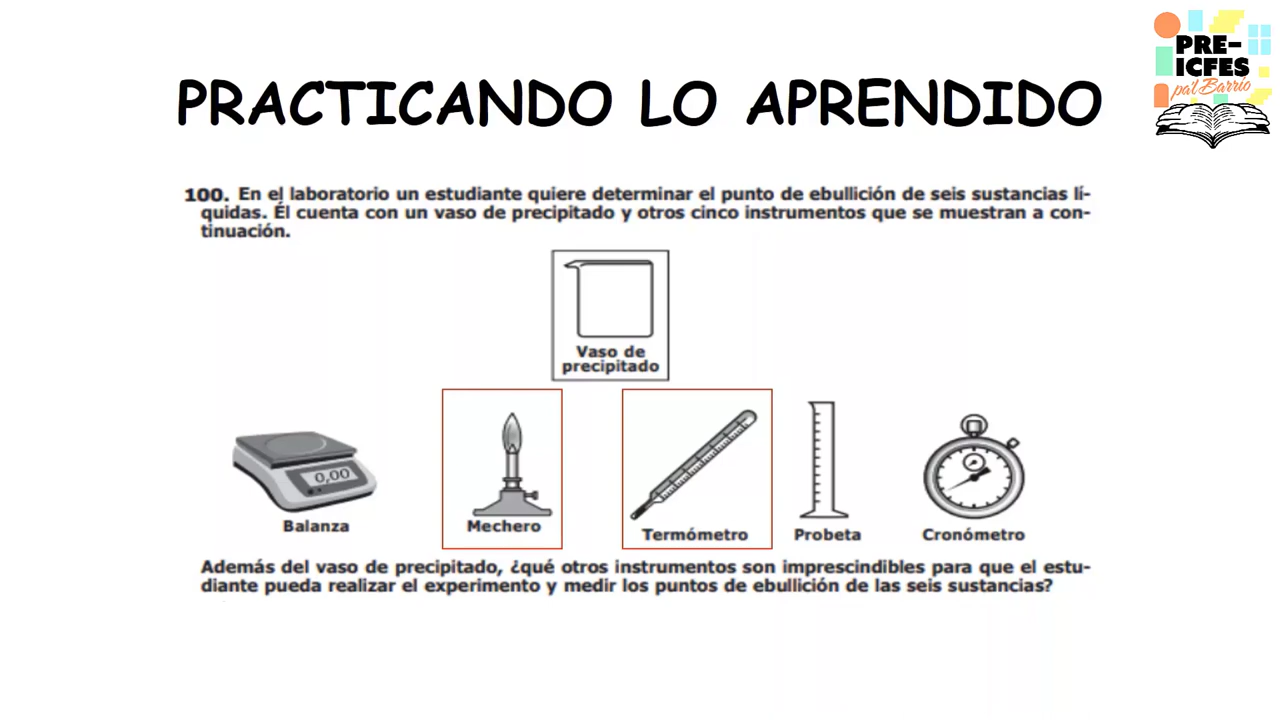 PRE-
ICFES
pa'l Barrio
PRACTICANDO LO APRENDIDO
100. En el laboratorio un estudiante quiere determinar el punto de ebullición de seis sustancias lí-
quidas. Él cuenta con un vaso de precipitado y otros cinco instrumentos que se muestran a con-
tinuación.
Vaso de
precipitado
0,00
Balanza
Mechero
Termómetro
Probeta
Cronómetro
Además del vaso de precipitado, ¿qué otros instrumentos son imprescindibles para que el estu-
diante pueda realizar el experimento y medir los puntos de ebullición de las seis sustancias?